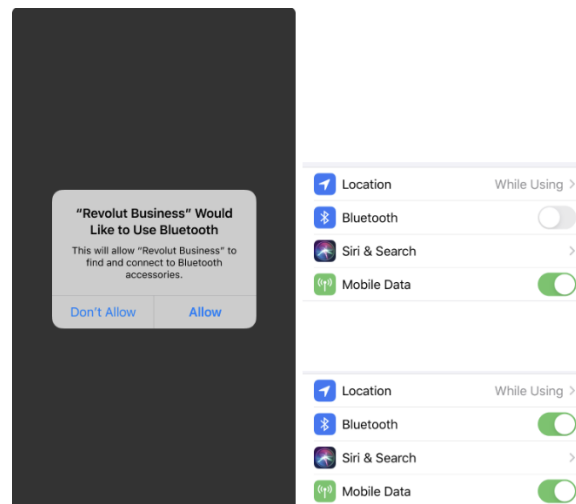 “Revolut Business” Would
Like to Use Bluetooth
This will allow “Revolut Business” to
find and connect to Bluetooth
accessories.
Don't Allow
Allow
Location
While Using
Bluetooth
Siri & Search
Mobile Data
Location
While Using
Bluetooth
Siri & Search
Mobile Data